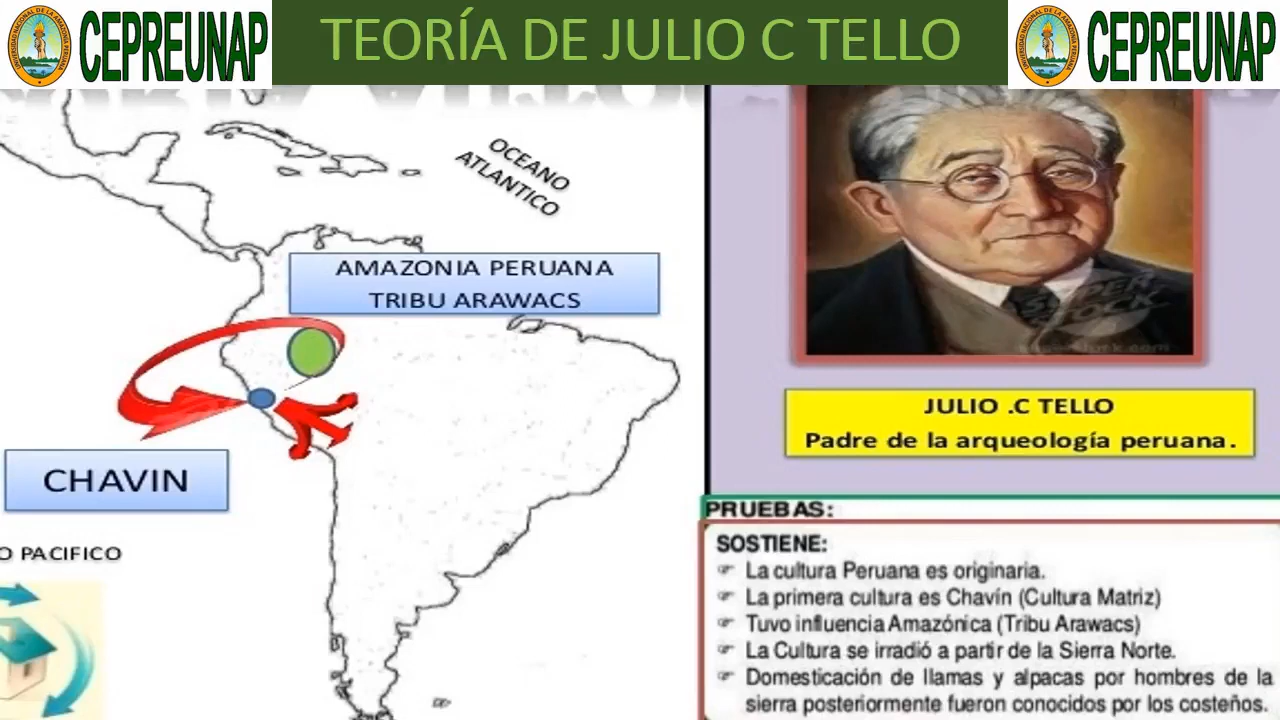 CEPREUNAP
TEORÍA DE JULIO C TELLO
CEPREUNAP
OCEANO
ATLANTICO
AMAZONIA PERUANA
TRIBU ARAWACS
CHAVIN
O PACIFICO
JULIO .C TELLO
Padre de la arqueología peruana.
PRUEBAS:
SOSTIENE:
La cultura Peruana es originaria.
La primera cultura es Chavín (Cultura Matriz)
Tuvo influencia Amazónica (Tribu Arawacs)
La Cultura se irradió a partir de la Sierra Norte.
Domesticación de llamas y alpacas por hombres de la
sierra posteriormente fueron conocidos por los costeños.